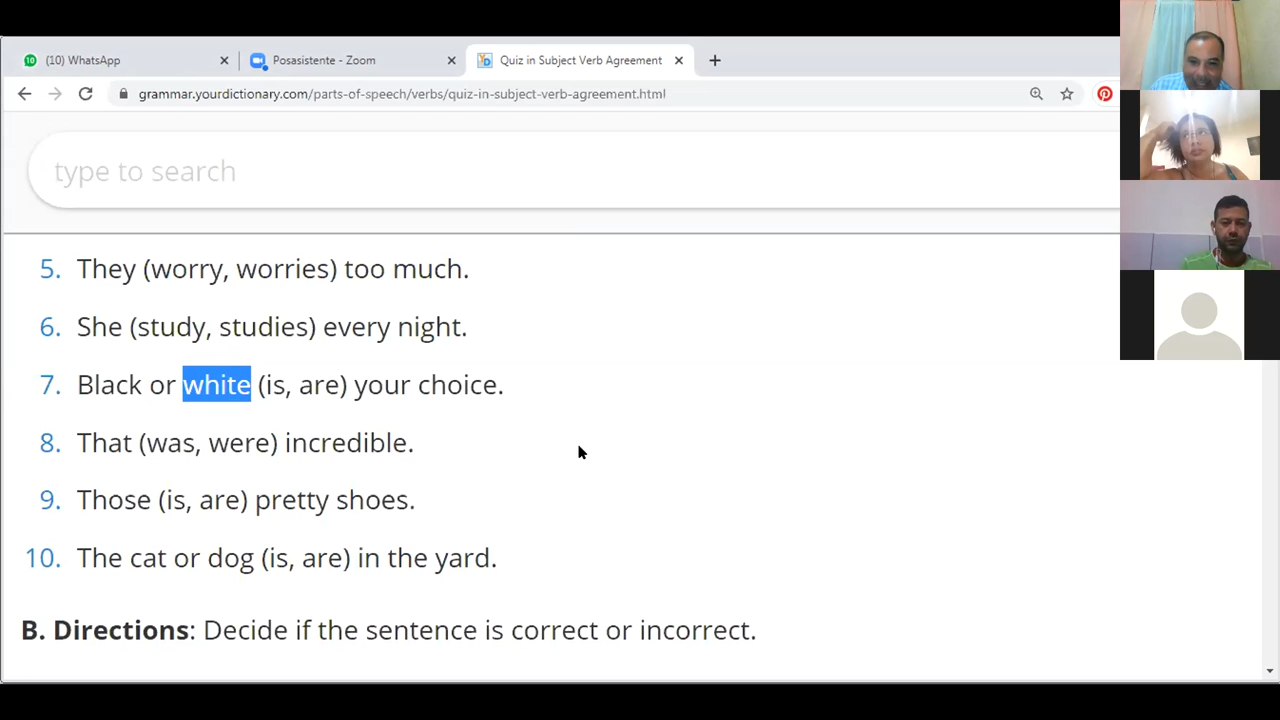 (10) WhatsApp
Posasistente - Zoom
Quiz in Subject Verb Agreement
grammar.yourdictionary.com/parts-of-speech/verbs/quiz-in-subject-verb-agreement.html
type to search
5. They (worry, worries) too much.
6. She (study, studies) every night.
7. Black or white (is, are) your choice.
8. That (was, were) incredible.
9. Those (is, are) pretty shoes.
10. The cat or dog (is, are) in the yard.
B. Directions: Decide if the sentence is correct or incorrect.